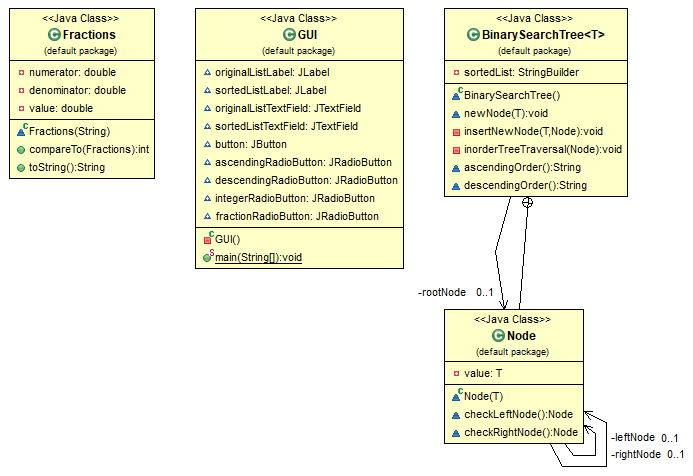 <<Java Class>>
Fractions
(default package)
numerator: double
denominator: double
value: double
Fractions(String)
compareTo(Fractions):int
toString():String
<<Java Class>>
GUI
(default package)
originalListLabel: JLabel
sortedListLabel: JLabel
originalListTextField: JTextField
sortedListTextField: JTextField
button: JButton
ascendingRadioButton: JRadioButton
descendingRadioButton: JRadioButton
integerRadioButton: JRadioButton
fractionRadioButton: JRadioButton
GUI()
main(String[]):void
<<Java Class>>
BinarySearchTree<T>
(default package)
sortedList: StringBuilder
BinarySearchTree()
newNode(T):void
insertNewNode(T,Node):void
inorderTreeTraversal(Node):void
ascendingOrder():String
descendingOrder():String
-rootNode 0..1
<<Java Class>>
Node
(default package)
value: T
Node(T)
checkLeftNode():Node
checkRightNode():Node
-leftNode 0..1
-rightNode 0..1